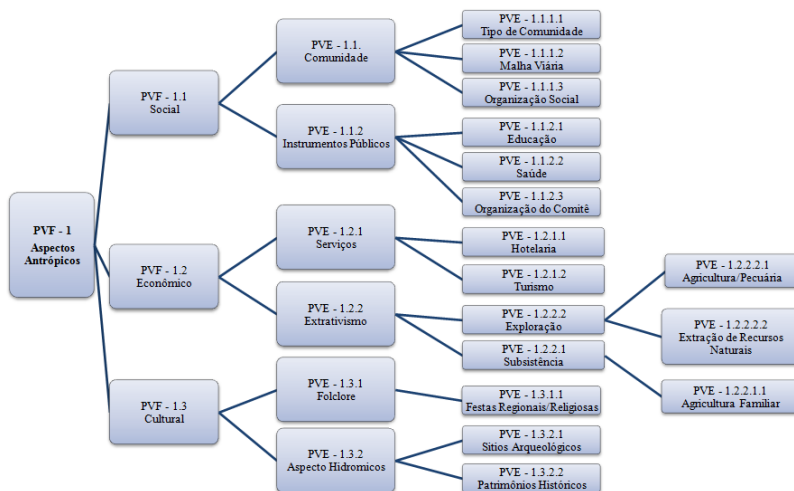 PVF - 1
Aspectos
Antrópicos
PVF - 1.1
Social
PVF - 1.2
Econômico
PVF - 1.3
Cultural
PVE - 1.1.
Comunidade
PVE - 1.1.2
Instrumentos Públicos
PVE - 1.2.1
Serviços
PVE - 1.2.2
Extrativismo
PVE - 1.3.1
Folclore
PVE - 1.3.2
Aspecto Hidromicos
PVE - 1.1.1.1
Tipo de Comunidade
PVE - 1.1.1.2
Malha Viária
PVE - 1.1.1.3
Organização Social
PVE - 1.1.2.1
Educação
PVE - 1.1.2.2
Saúde
PVE - 1.1.2.3
Organização do Comitê
PVE - 1.2.1.1
Hotelaria
PVE - 1.2.1.2
Turismo
PVE - 1.2.2.2
Exploração
PVE - 1.2.2.1
Subsistência
PVE - 1.3.1.1
Festas Regionais/Religiosas
PVE - 1.3.2.1
Sitios Arqueológicos
PVE - 1.3.2.2
Patrimônios Históricos
PVE - 1.2.2.2.1
Agricultura/Pecuária
PVE - 1.2.2.2.2
Extração de Recursos
Naturais
PVE - 1.2.2.1.1
Agricultura Familiar